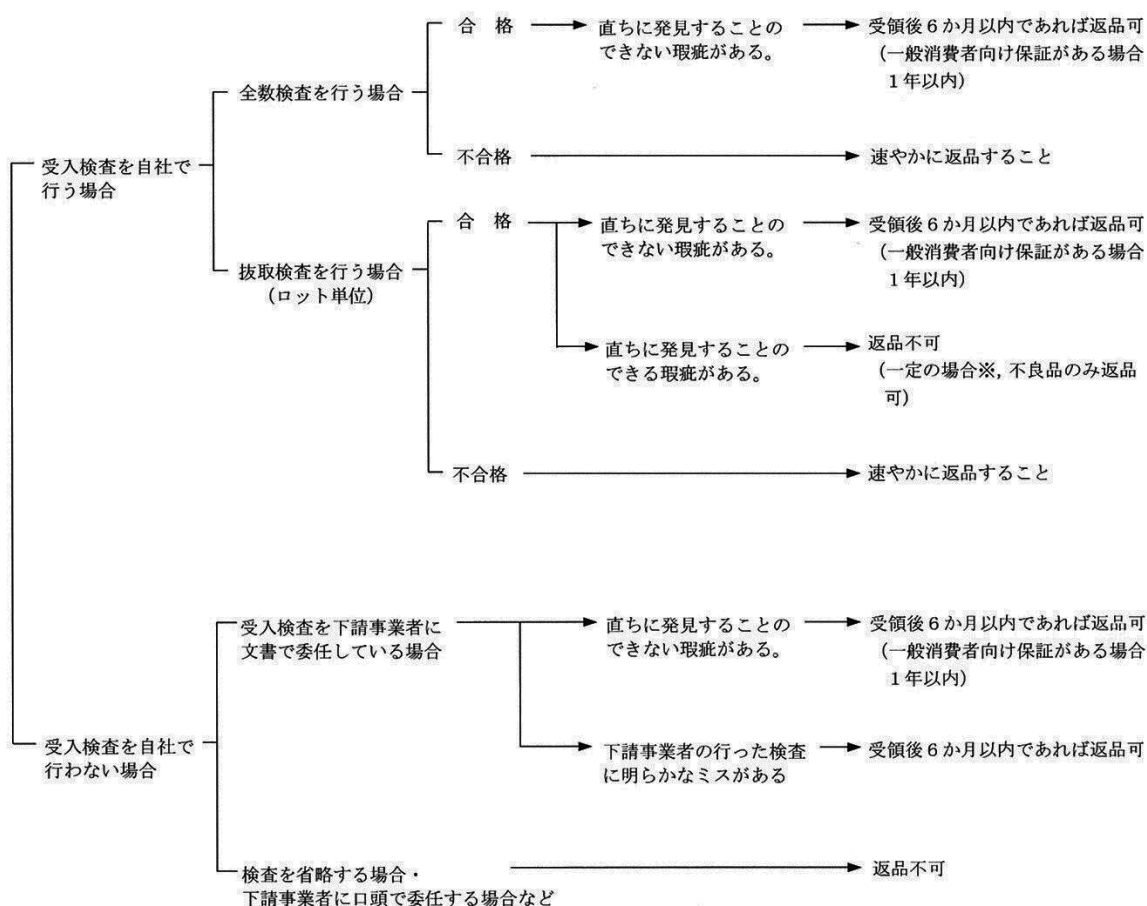 合　格
直ちに発見することの
できない瑕疵がある。
受領後６か月以内であれば返品可
（一般消費者向け保証がある場合
１年以内）
全数検査を行う場合
不合格
速やかに返品すること
受入検査を自社で
行う場合
合　格
直ちに発見することの
できない瑕疵がある。
受領後６か月以内であれば返品可
（一般消費者向け保証がある場合
１年以内）
抜取検査を行う場合
（ロット単位）
直ちに発見することの
できる瑕疵がある。
返品不可
（一定の場合※，不良品のみ返品
可）
不合格
速やかに返品すること
受入検査を下請事業者に
文書で委任している場合
直ちに発見することの
できない瑕疵がある。
受領後６か月以内であれば返品可
（一般消費者向け保証がある場合
１年以内）
受入検査を自社で
行わない場合
下請事業者の行った検査
に明らかなミスがある
受領後６か月以内であれば返品可
検査を省略する場合・
下請事業者に口頭で委任する場合など
返品不可